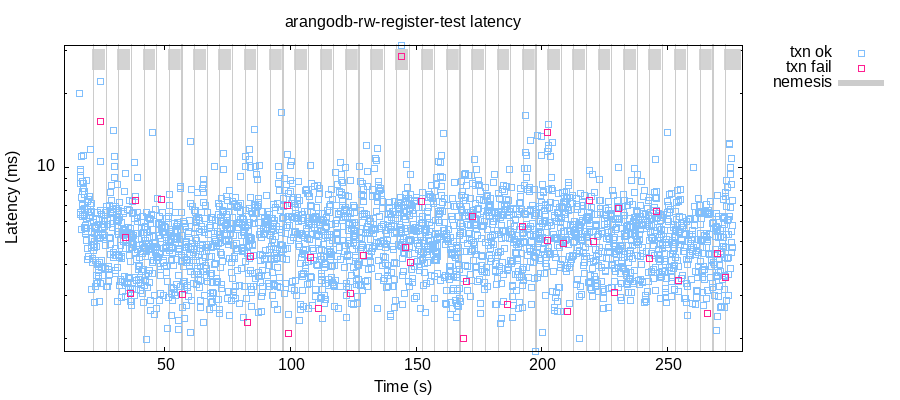 arangodb-rw-register-test latency
txn ok
txn fail
nemesis
10
Latency (ms)
50 100 150 200 250
Time (s)